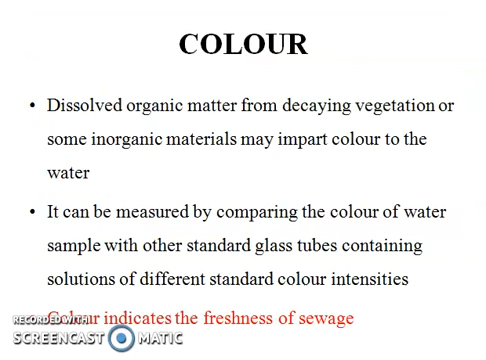 COLOUR
• Dissolved organic matter from decaying vegetation or
some inorganic materials may impart colour to the
water
• It can be measured by comparing the colour of water
sample with other standard glass tubes containing
solutions of different standard colour intensities
Colour indicates the freshness of sewage
RECORDED WITH
SCREENCAST MATIC